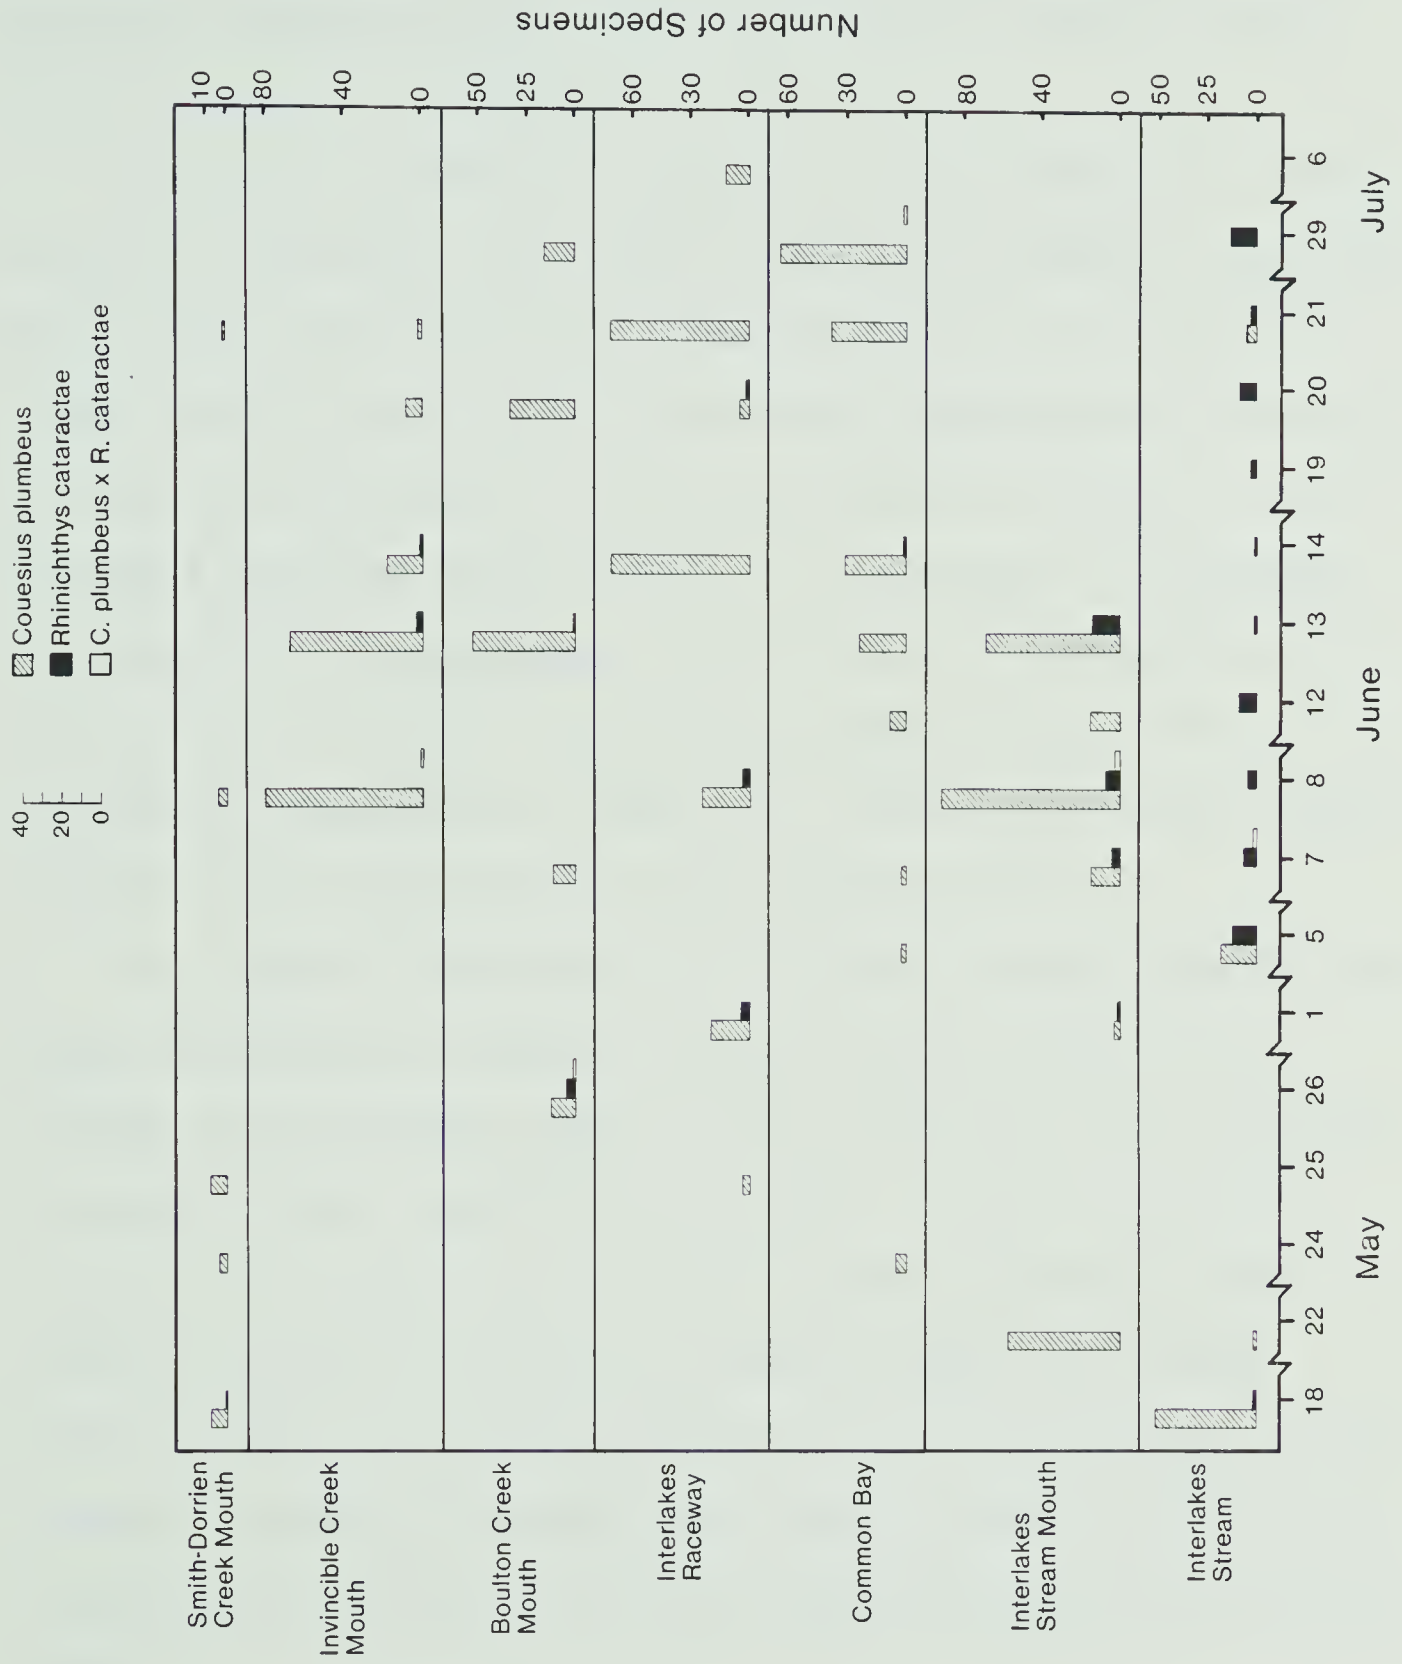 Couesius plumbeus
Rhinichthys cataractae
C. plumbeus x R. cataractae
40
20
0
Smith-Dorrien
Creek Mouth
10
0
Invincible Creek
Mouth
80
40
0
Boulton Creek
Mouth
50
25
0
Interlakes
Raceway
60
30
0
Common Bay
60
30
0
Interlakes
Stream Mouth
80
40
0
Interlakes
Stream
50
25
0
Number of Specimens
18 22 24 25 26 1 5 7 8 12 13 14 19 20 21 29 6
May June July